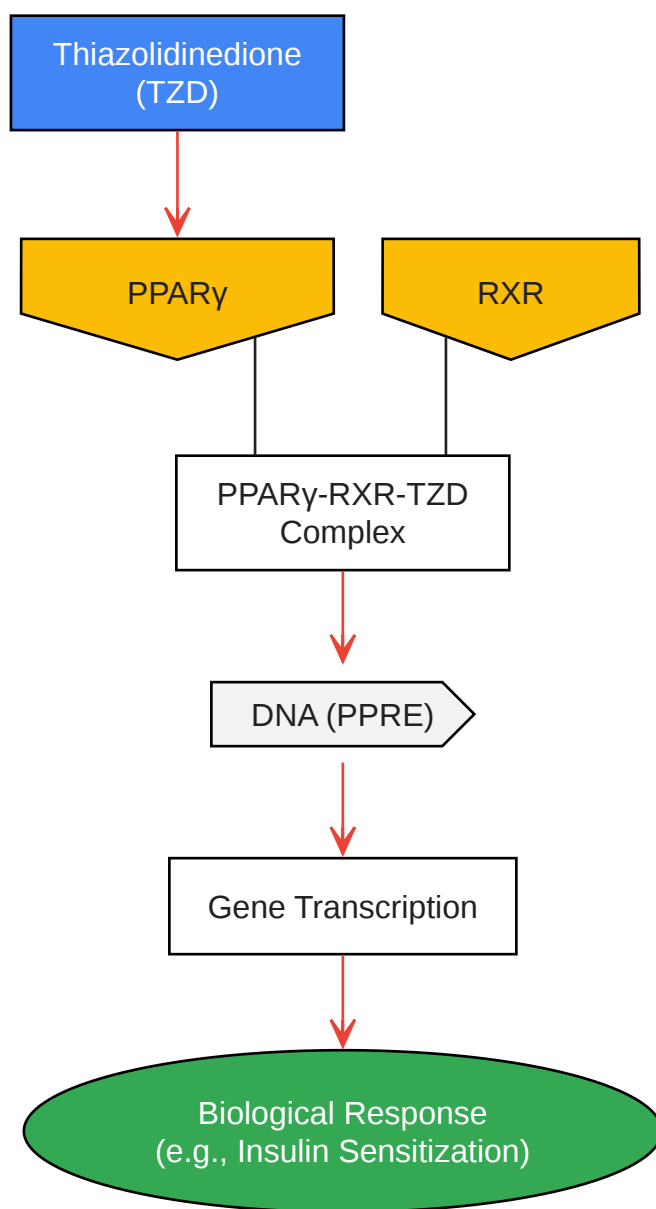 Thiazolidinedione
(TZD)
PPARγ
RXR
PPARγ-RXR-TZD
Complex
DNA (PPRE)
Gene Transcription
Biological Response
(e.g., Insulin Sensitization)